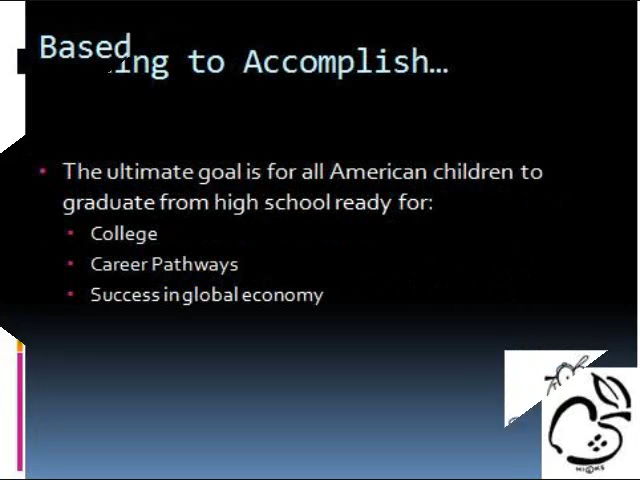 Based
ing to Accomplish…
The ultimate goal is for all American children to
graduate from high school ready for:
College
Career Pathways
Success in global economy